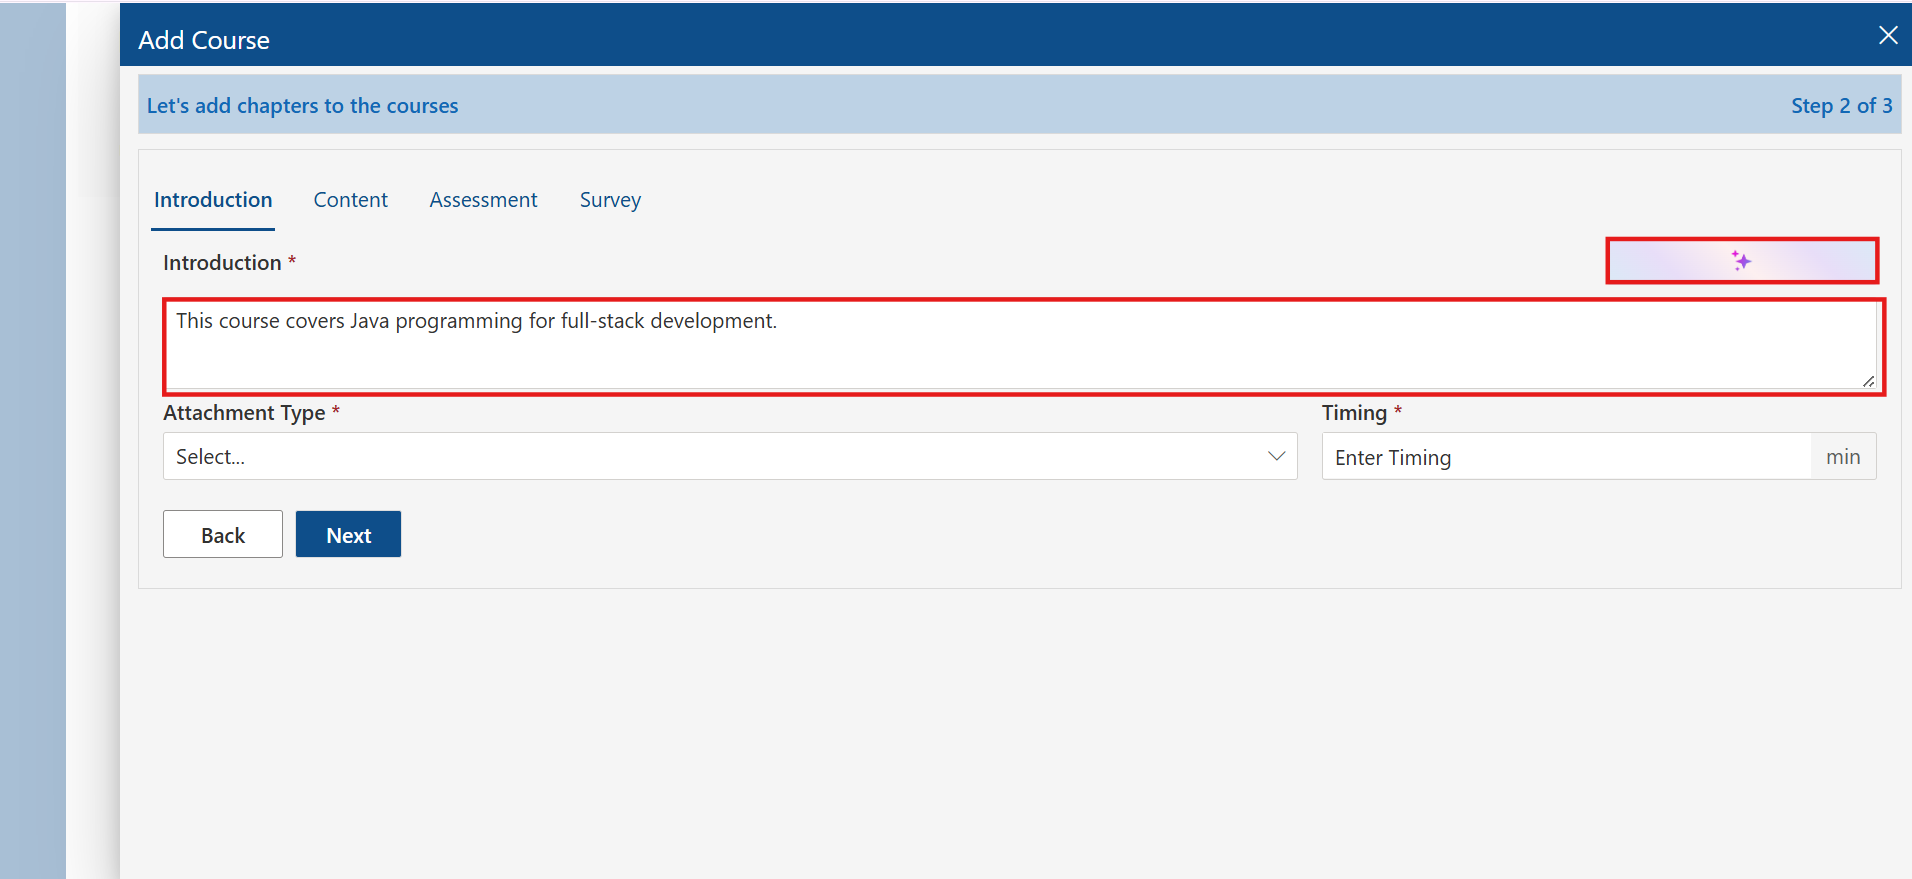 Add Course
Let's add chapters to the courses
Step 2 of 3
Introduction Content Assessment Survey
Introduction *
This course covers Java programming for full-stack development.
Attachment Type *
Timing *
Select...
Enter Timing
min
Back
Next